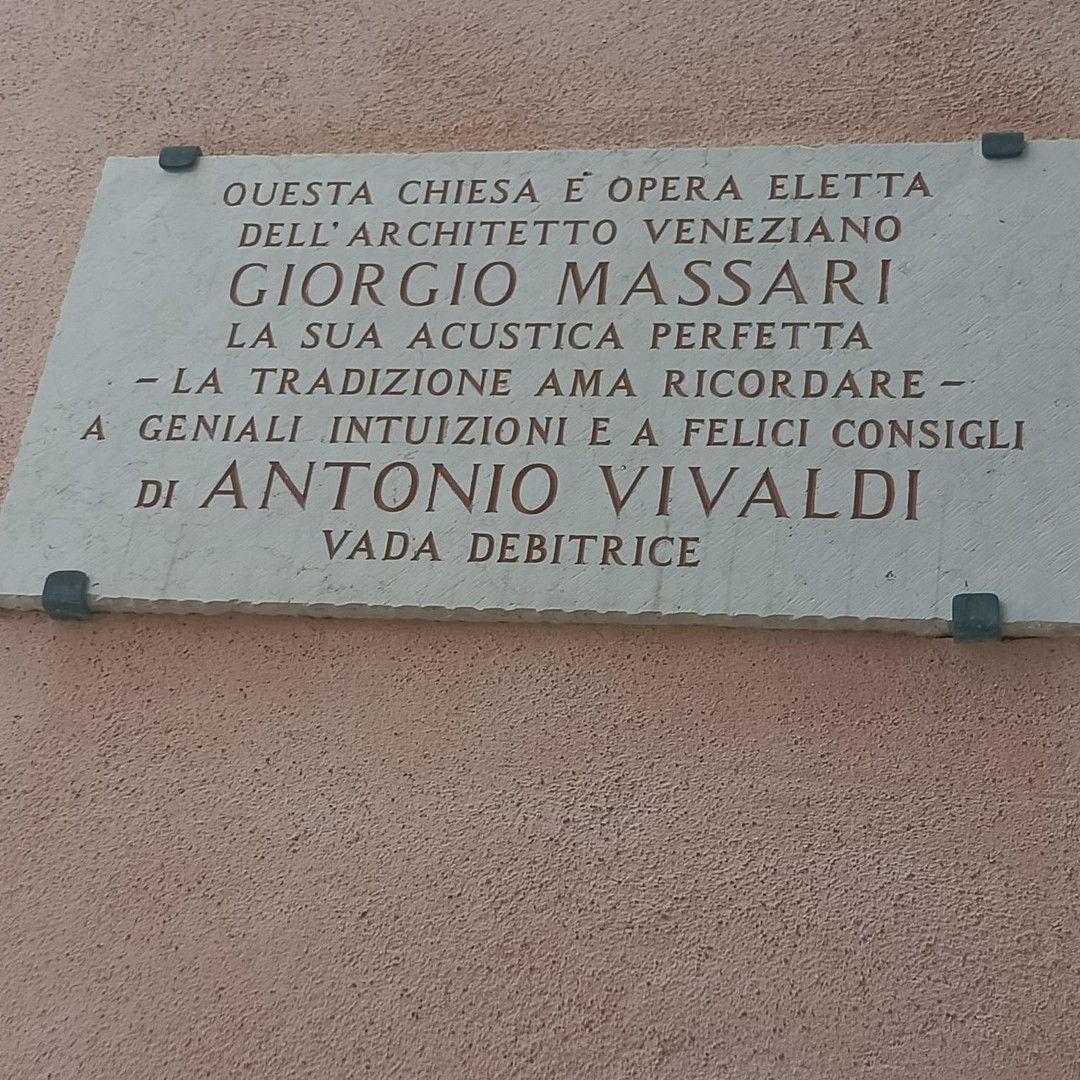 QUESTA CHIESA E' OPERA ELETTA
DELL'ARCHITETTO VENEZIANO
GIORGIO MASSARI
LA SUA ACUSTICA PERFETTA
– LA TRADIZIONE AMA RICORDARE –
A GENIALI INTUIZIONI E A FELICI CONSIGLI
DI ANTONIO VIVALDI
VADA DEBITRICE